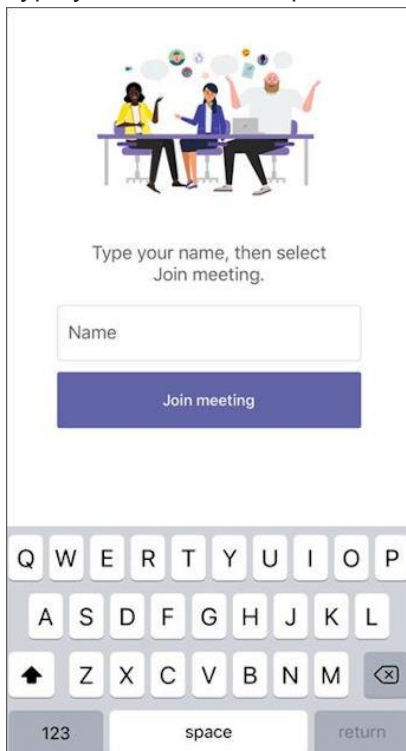 Type your name, then select
Join meeting.
Name
Join meeting
Q W E R T Y U I O P
A S D F G H J K L
Z X C V B N M
123 space return